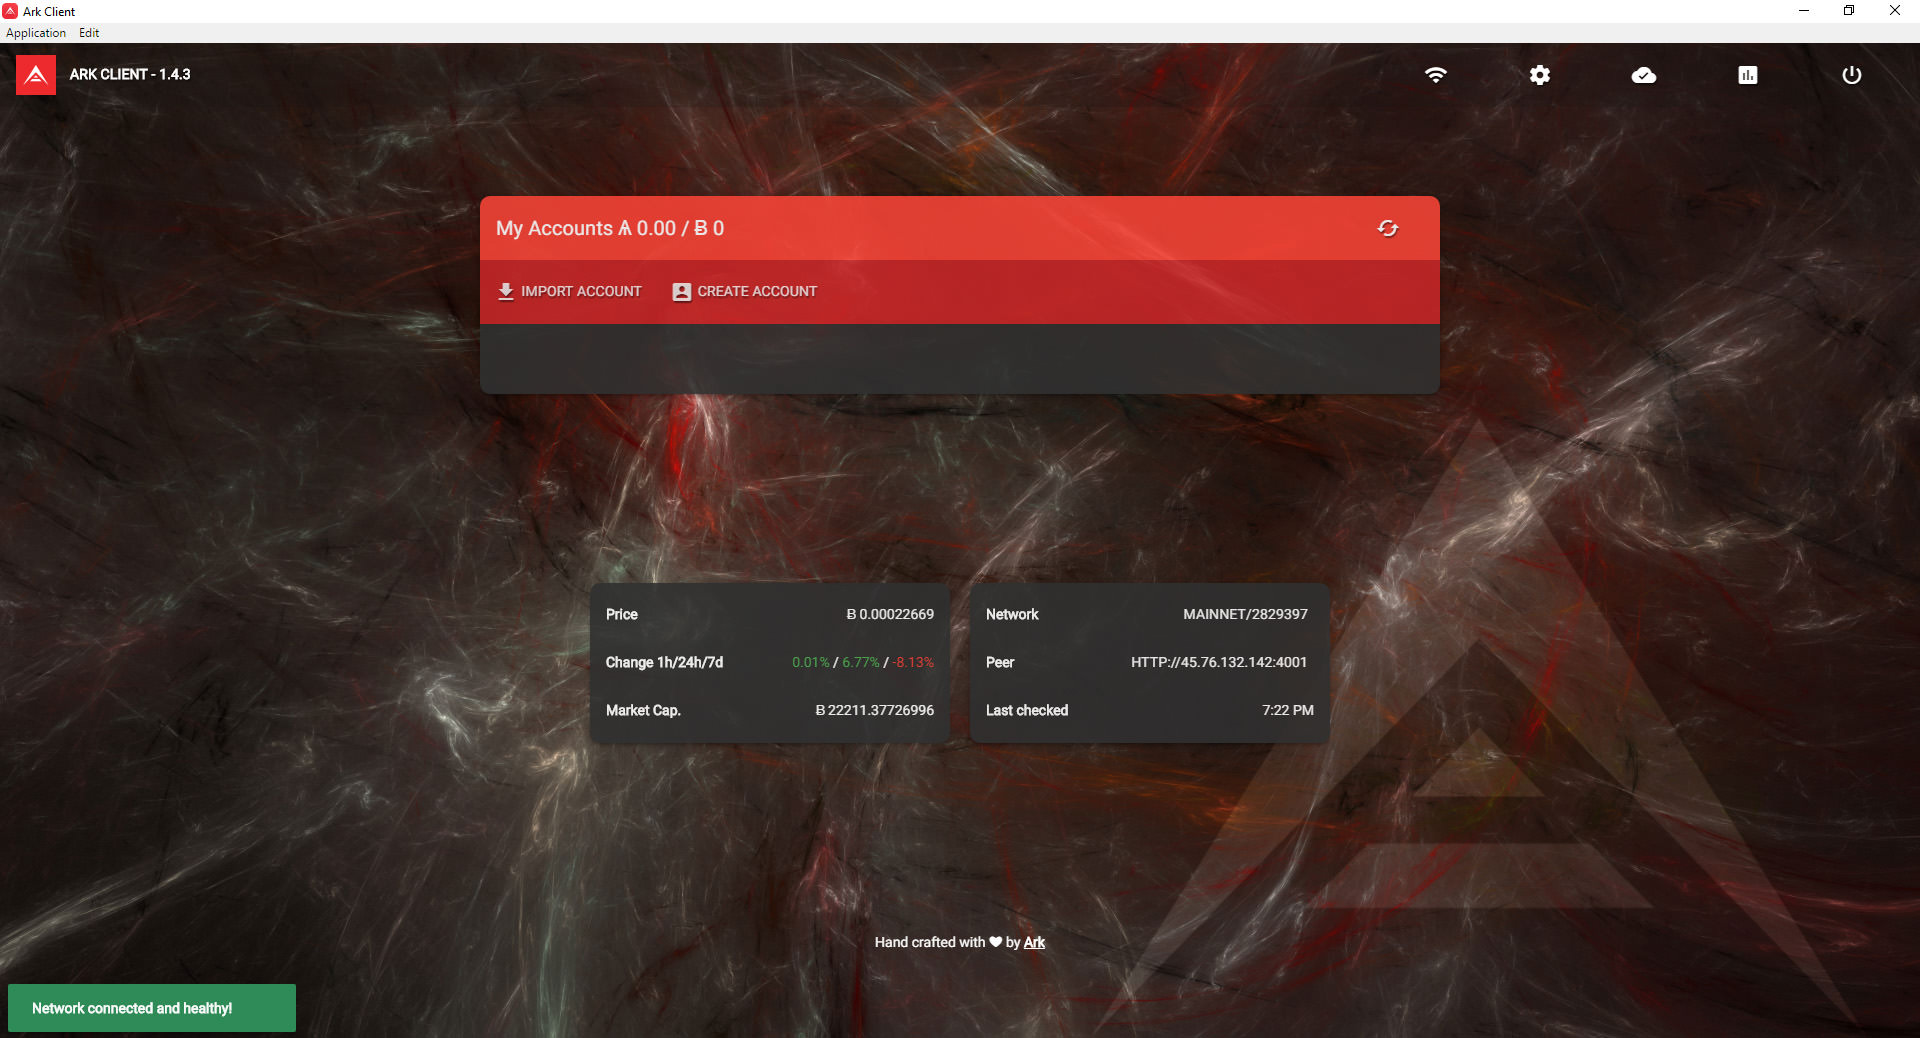 Ark Client
Application Edit
ARK CLIENT - 1.4.3
My Accounts Ѧ 0.00 / Ƀ 0
IMPORT ACCOUNT CREATE ACCOUNT
Price Ƀ 0.00022669
Change 1h/24h/7d 0.01% / 6.77% / -8.13%
Market Cap. Ƀ 22211.37726996
Network MAINNET/2829397
Peer HTTP://45.76.132.142:4001
Last checked 7:22 PM
Hand crafted with ♥ by Ark
Network connected and healthy!